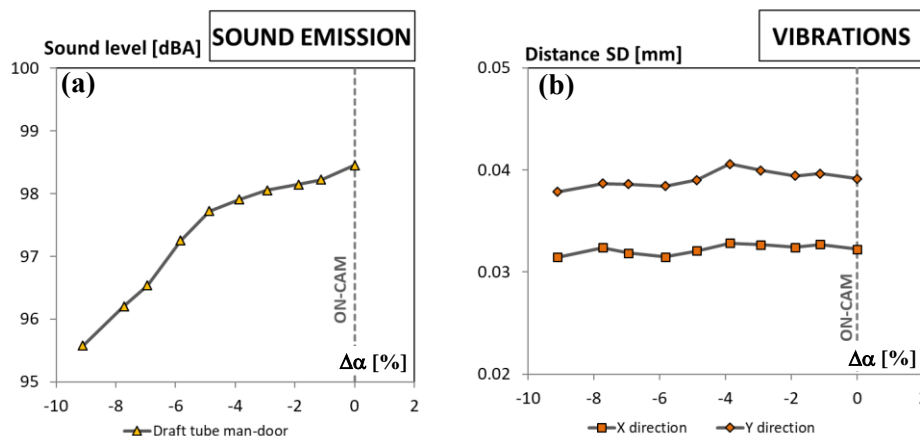 SOUND EMISSION
Sound level [dBA]
(a)
100
99
98
97
96
95
ON-CAM
Δα [%]
-10 -8 -6 -4 -2 0 2
Draft tube man-door
VIBRATIONS
Distance SD [mm]
(b)
0.05
0.04
0.03
0.02
ON-CAM
Δα [%]
-10 -8 -6 -4 -2 0 2
X direction Y direction